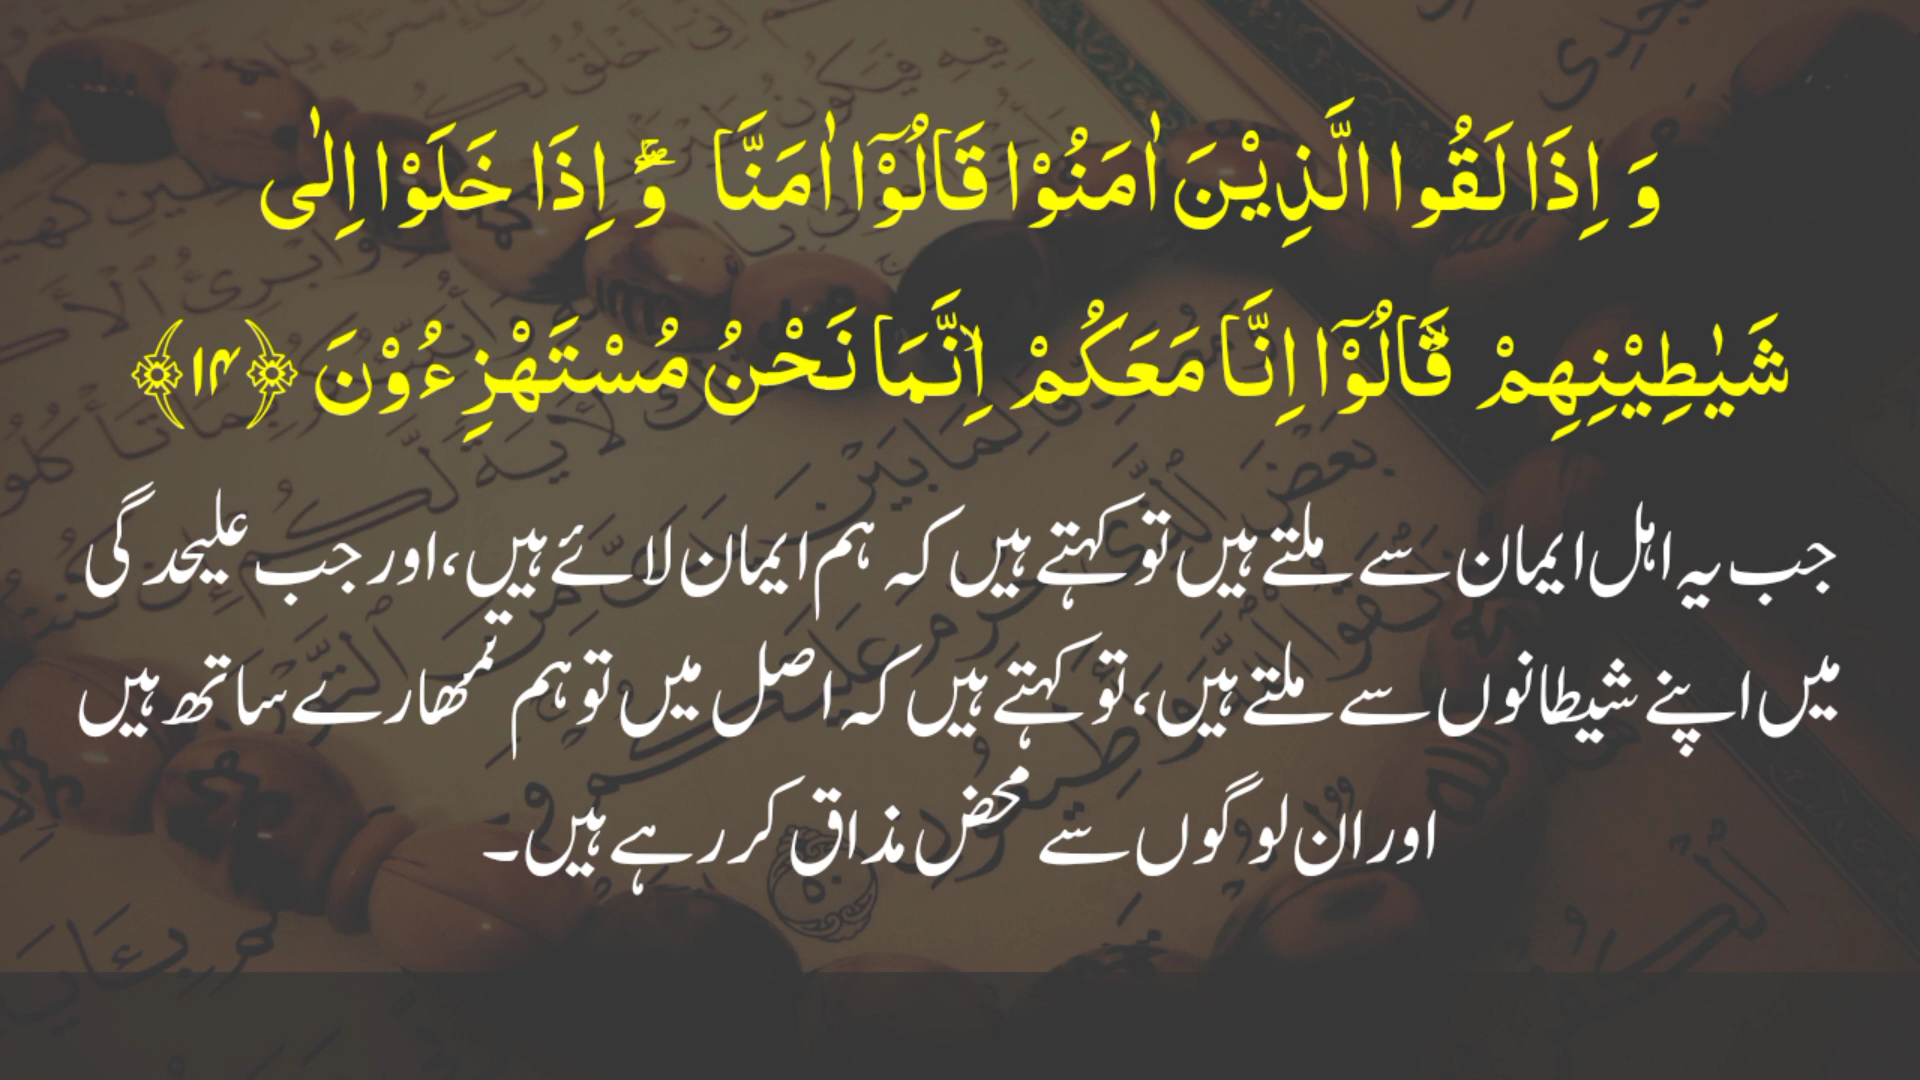 وَ اِذَا لَقُوا الَّذِیْنَ اٰمَنُوْا قَالُوْۤا اٰمَنَّا ۚۖ وَ اِذَا خَلَوْا اِلٰی
شَیٰطِیْنِهِمْ ۙ قَالُوْۤا اِنَّا مَعَكُمْ ۙ اِنَّمَا نَحْنُ مُسْتَهْزِءُوْنَ ﴿۱۴﴾
جب یہ اہل ایمان سے ملتے ہیں تو کہتے ہیں کہ ہم ایمان لائے ہیں، اور جب علیحدگی
میں اپنے شیطانوں سے ملتے ہیں، تو کہتے ہیں کہ اصل میں تو ہم تمھارے ساتھ ہیں
اور ان لوگوں سے محض مذاق کر رہے ہیں۔